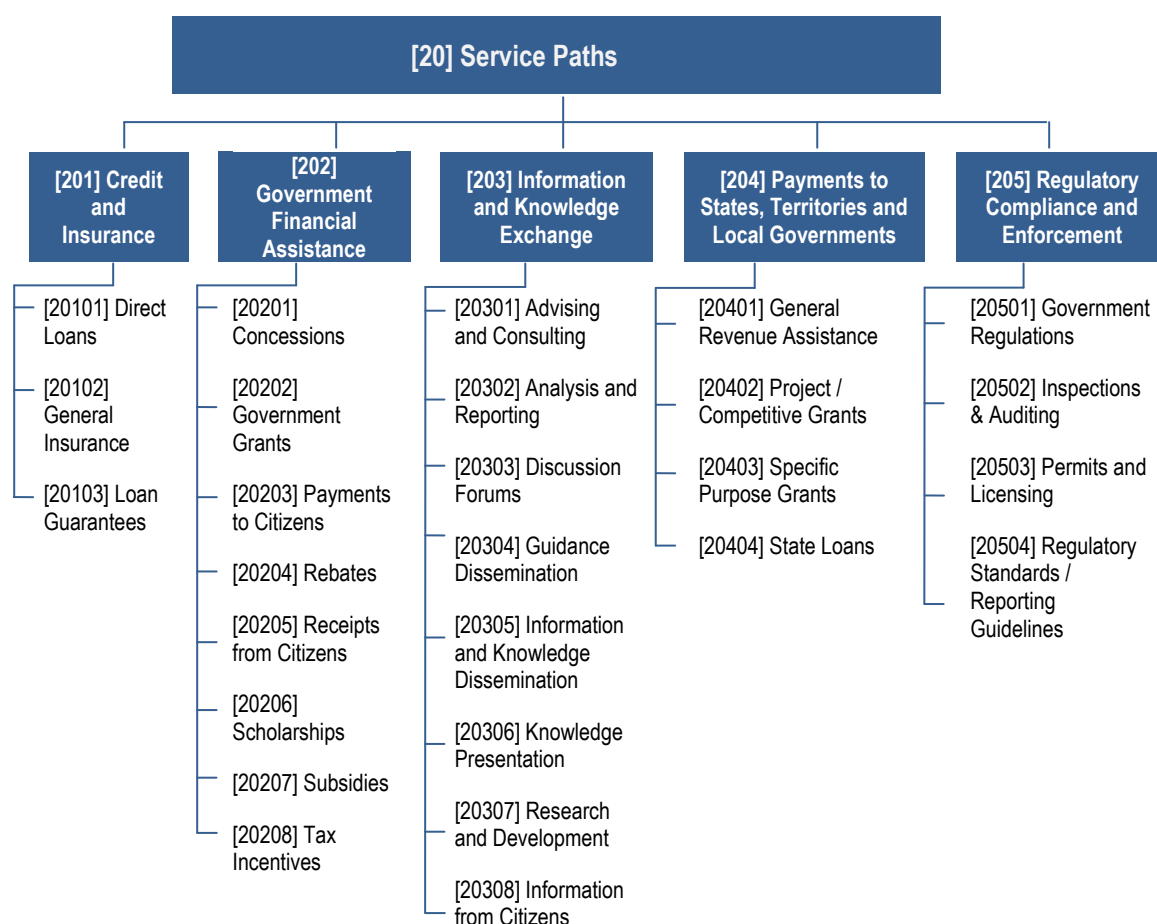 [20] Service Paths
[201] Credit
and
Insurance
[20101] Direct
Loans
[20102]
General
Insurance
[20103] Loan
Guarantees
[202]
Government
Financial
Assistance
[20201]
Concessions
[20202]
Government
Grants
[20203] Payments
to Citizens
[20204] Rebates
[20205] Receipts
from Citizens
[20206]
Scholarships
[20207] Subsidies
[20208] Tax
Incentives
[203] Information
and Knowledge
Exchange
[20301] Advising
and Consulting
[20302] Analysis and
Reporting
[20303] Discussion
Forums
[20304] Guidance
Dissemination
[20305] Information
and Knowledge
Dissemination
[20306] Knowledge
Presentation
[20307] Research
and Development
[20308] Information
from Citizens
[204] Payments to
States, Territories and
Local Governments
[20401] General
Revenue Assistance
[20402] Project /
Competitive Grants
[20403] Specific
Purpose Grants
[20404] State Loans
[205] Regulatory
Compliance and
Enforcement
[20501] Government
Regulations
[20502] Inspections
& Auditing
[20503] Permits and
Licensing
[20504] Regulatory
Standards /
Reporting
Guidelines